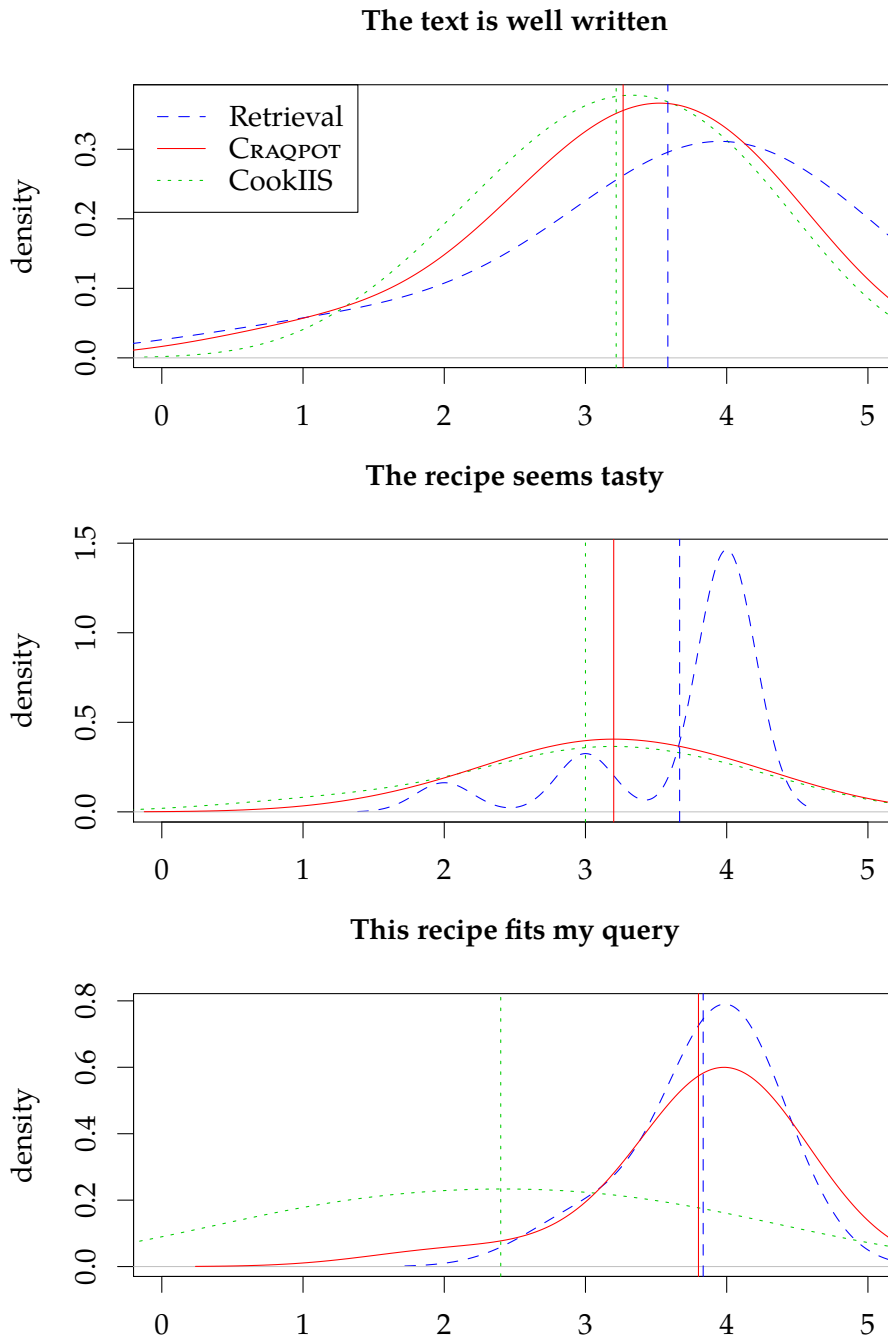 The text is well written
Retrieval
CRAQPOT
CookIIS
density
0.0 0.1 0.2 0.3
0 1 2 3 4 5
The recipe seems tasty
density
0.0 0.5 1.0 1.5
0 1 2 3 4 5
This recipe fits my query
density
0.0 0.2 0.4 0.6 0.8
0 1 2 3 4 5